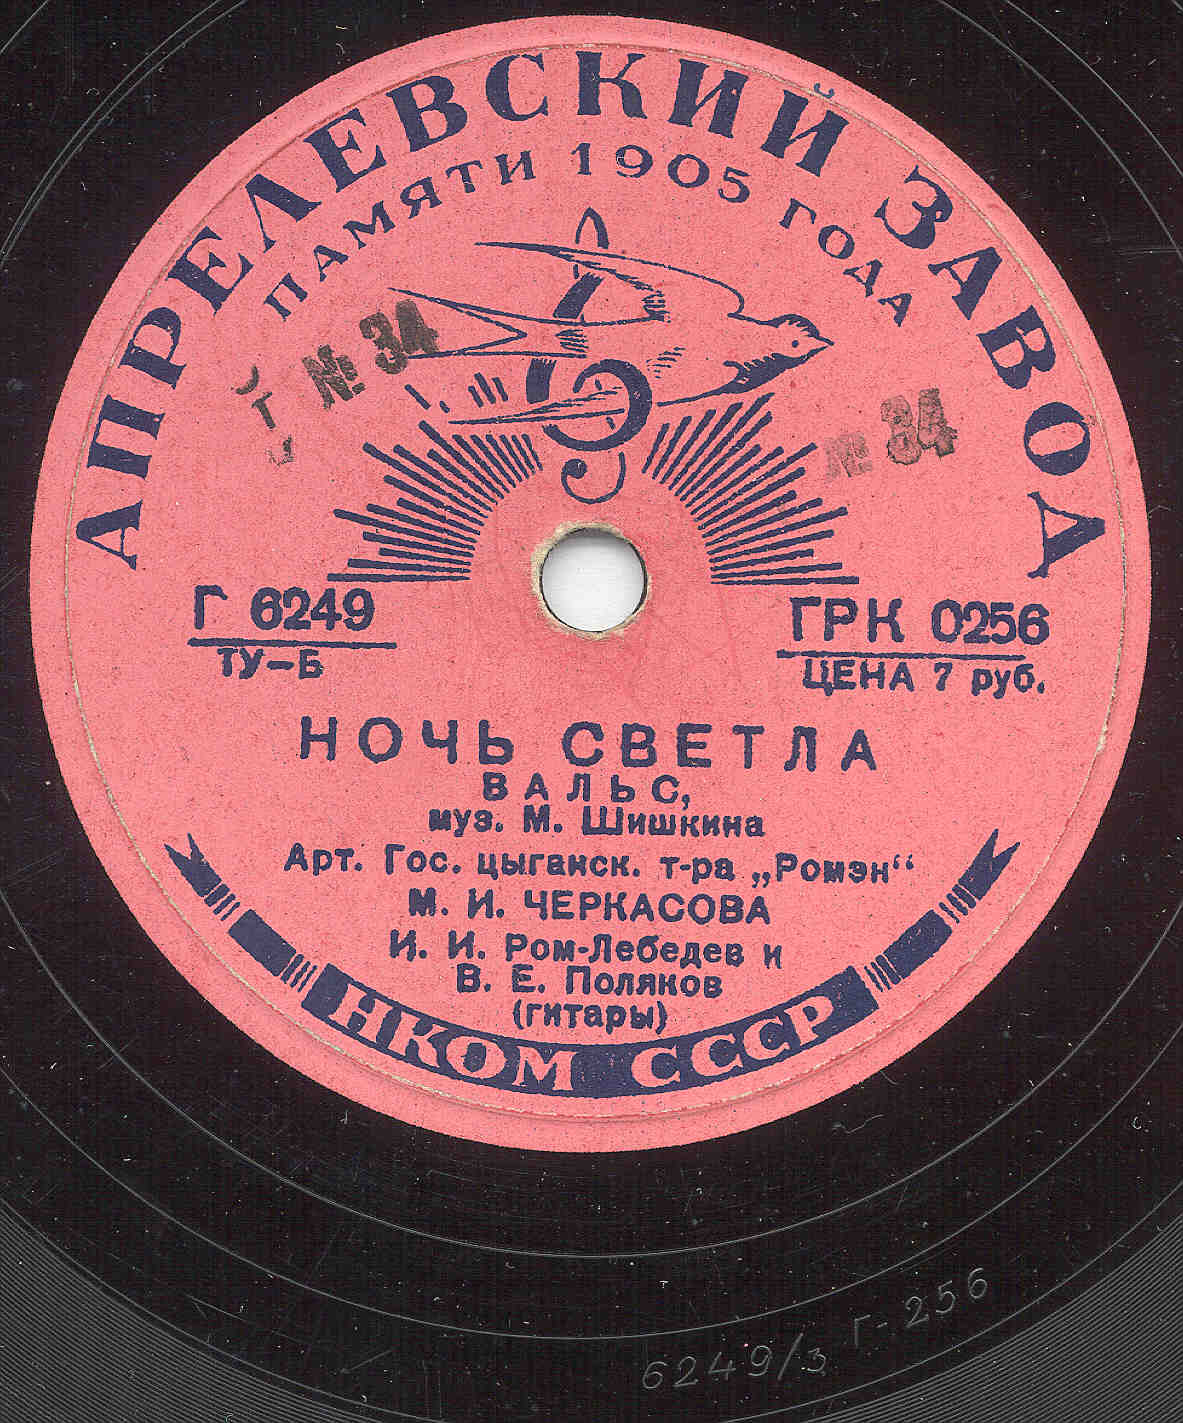 АПРЕЛЕВСКИЙ ЗАВОД
ПАМЯТИ 1905 ГОДА
№ 34
№ 34
Г 6249
ТУ-Б
ГРК 0256
ЦЕНА 7 руб.
НОЧЬ СВЕТЛА
ВАЛЬС,
муз. М. Шишкина
Арт. Гос. цыганск. т-ра „Ромэн“
М. И. ЧЕРКАСОВА
И. И. Ром-Лебедев и
В. Е. Поляков
(гитары)
НКОМ СССР
6249/3 Г-256